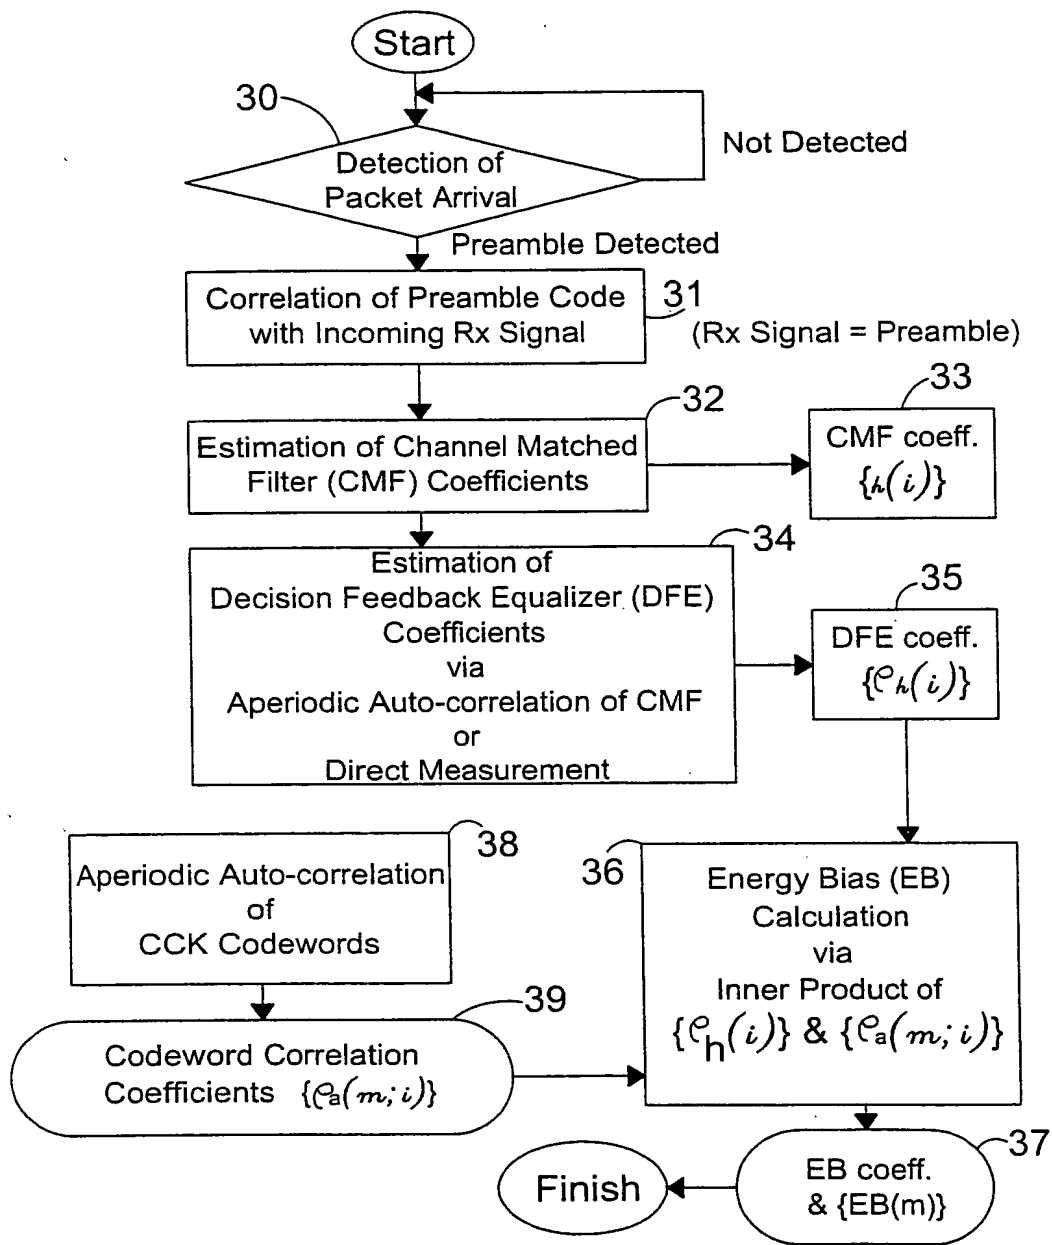 Start
30
Detection of
Packet Arrival
Not Detected
Preamble Detected
Correlation of Preamble Code
with Incoming Rx Signal
31
(Rx Signal = Preamble)
Estimation of Channel Matched
Filter (CMF) Coefficients
32
33
CMF coeff.
{h(i)}
34
Estimation of
Decision Feedback Equalizer (DFE)
Coefficients
via
Aperiodic Auto-correlation of CMF
or
Direct Measurement
35
DFE coeff.
{ρh(i)}
38
Aperiodic Auto-correlation
of
CCK Codewords
36
Energy Bias (EB)
Calculation
via
Inner Product of
{ρh(i)} & {ρa(m; i)}
39
Codeword Correlation
Coefficients {ρa(m; i)}
37
EB coeff.
& {EB(m)}
Finish